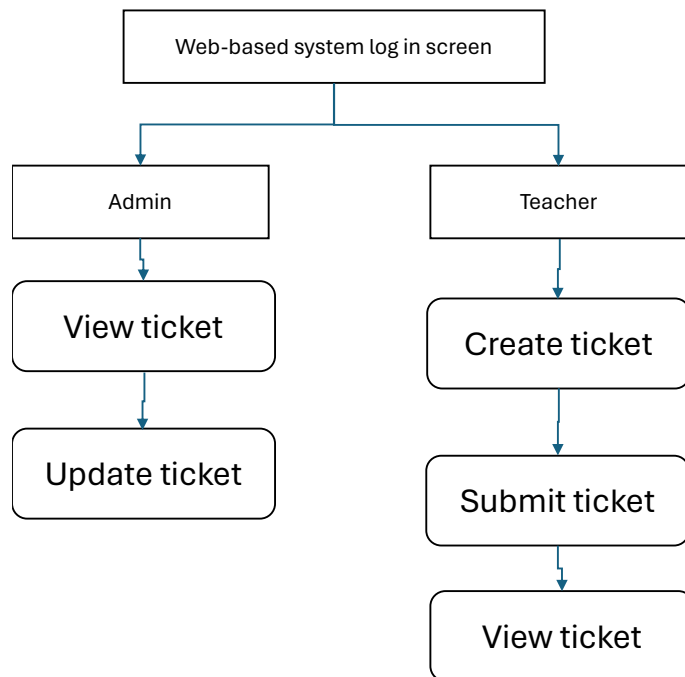 Web-based system log in screen
Admin
Teacher
View ticket
Create ticket
Update ticket
Submit ticket
View ticket